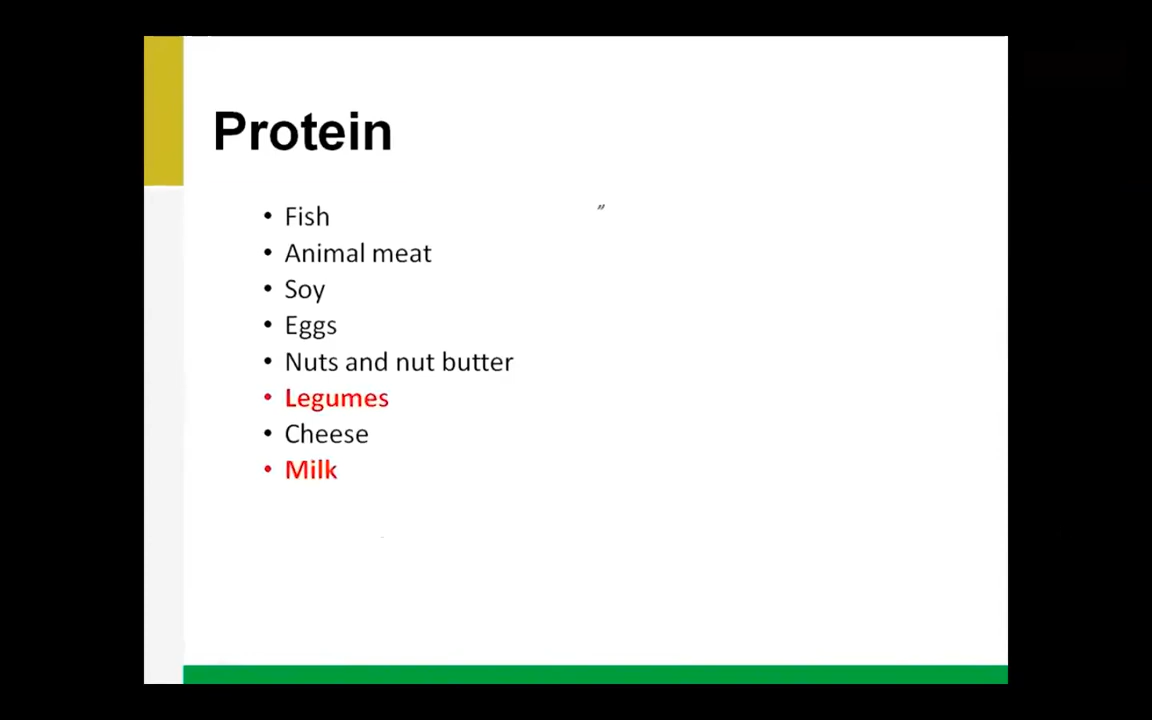 Protein
• Fish
• Animal meat
• Soy
• Eggs
• Nuts and nut butter
• Legumes
• Cheese
• Milk